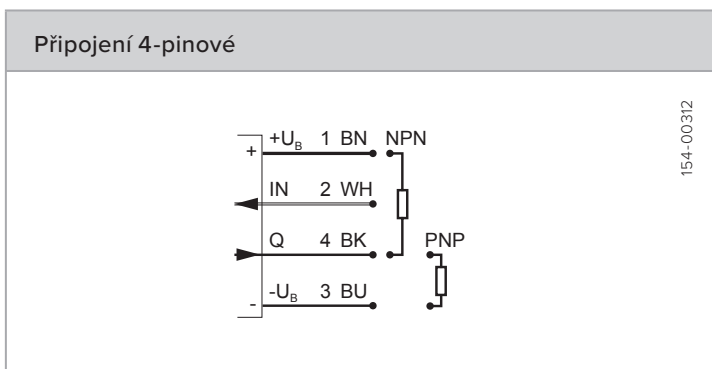 Připojení 4-pinové
154-00312
+ +U_B 1 BN NPN
IN 2 WH
Q 4 BK PNP
- -U_B 3 BU